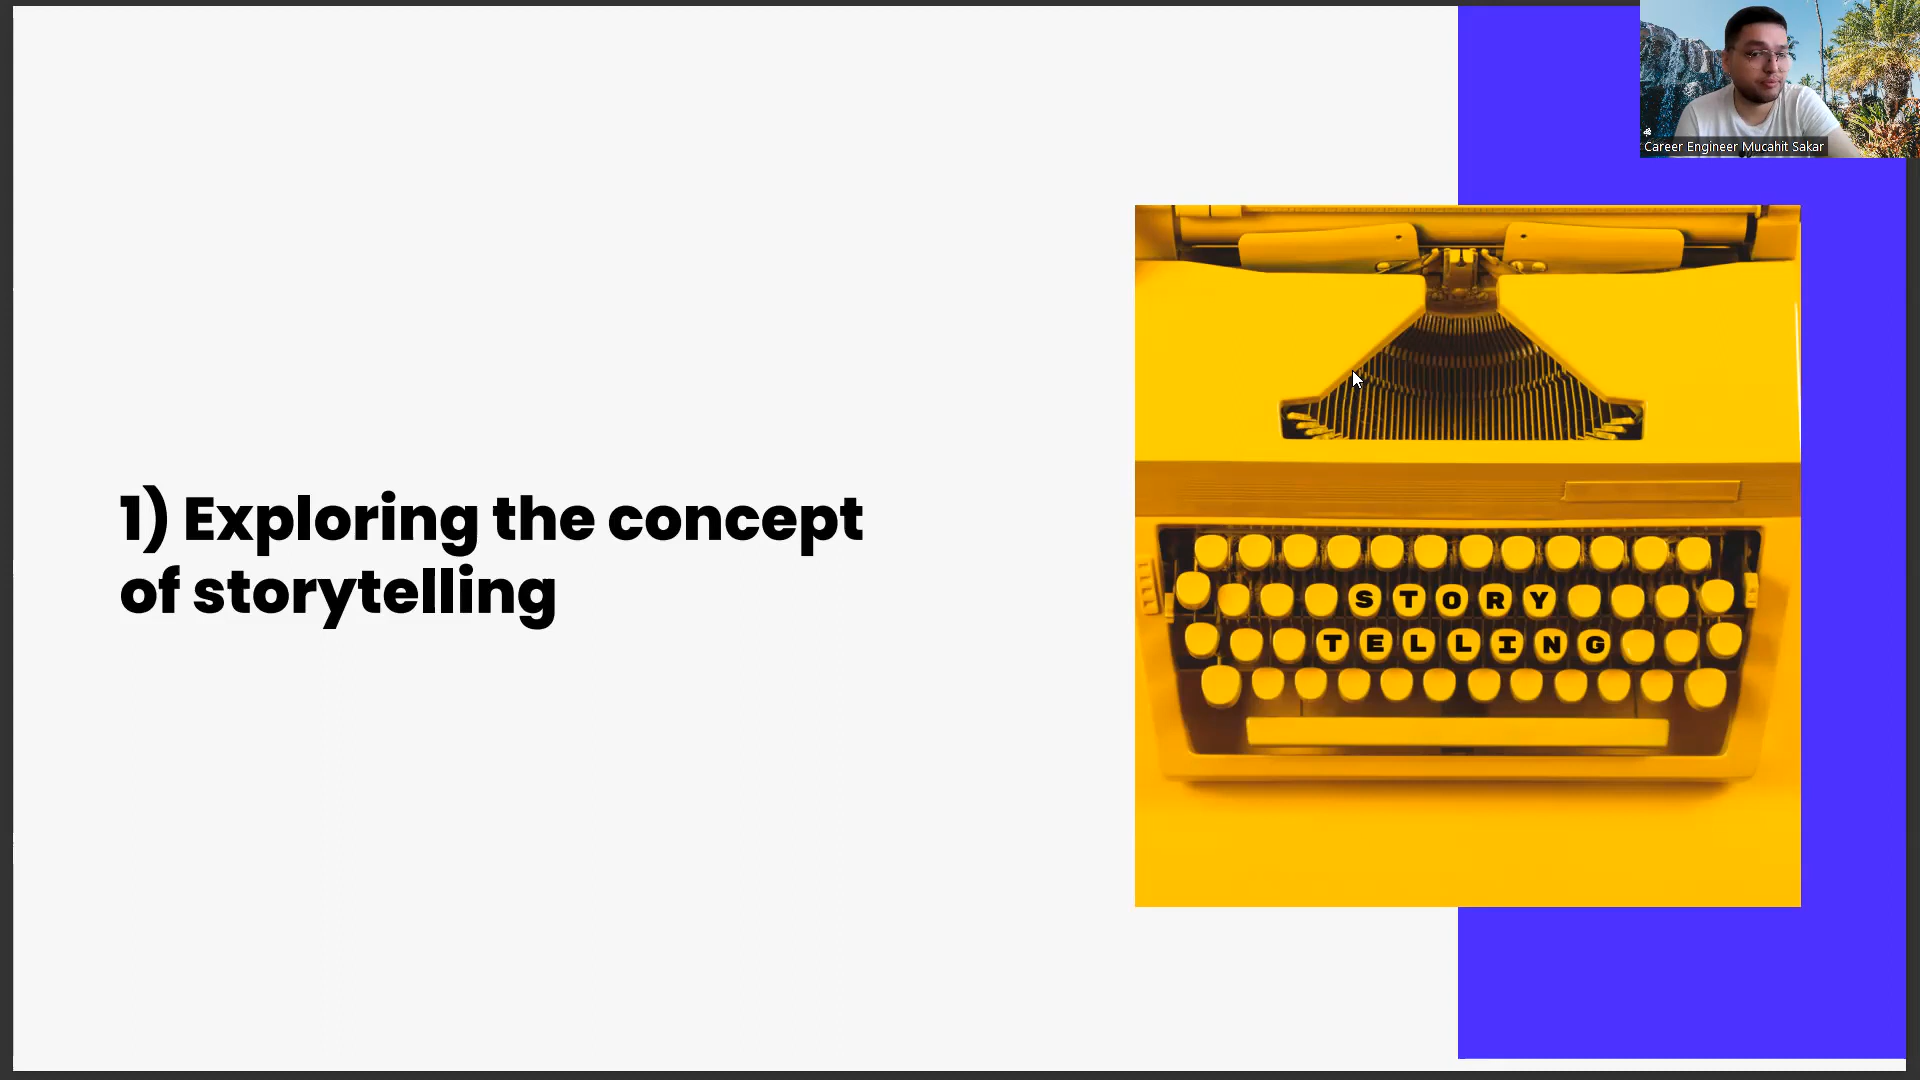 Career Engineer Mucahit Sakar
1) Exploring the concept
of storytelling
STORY
TELLING